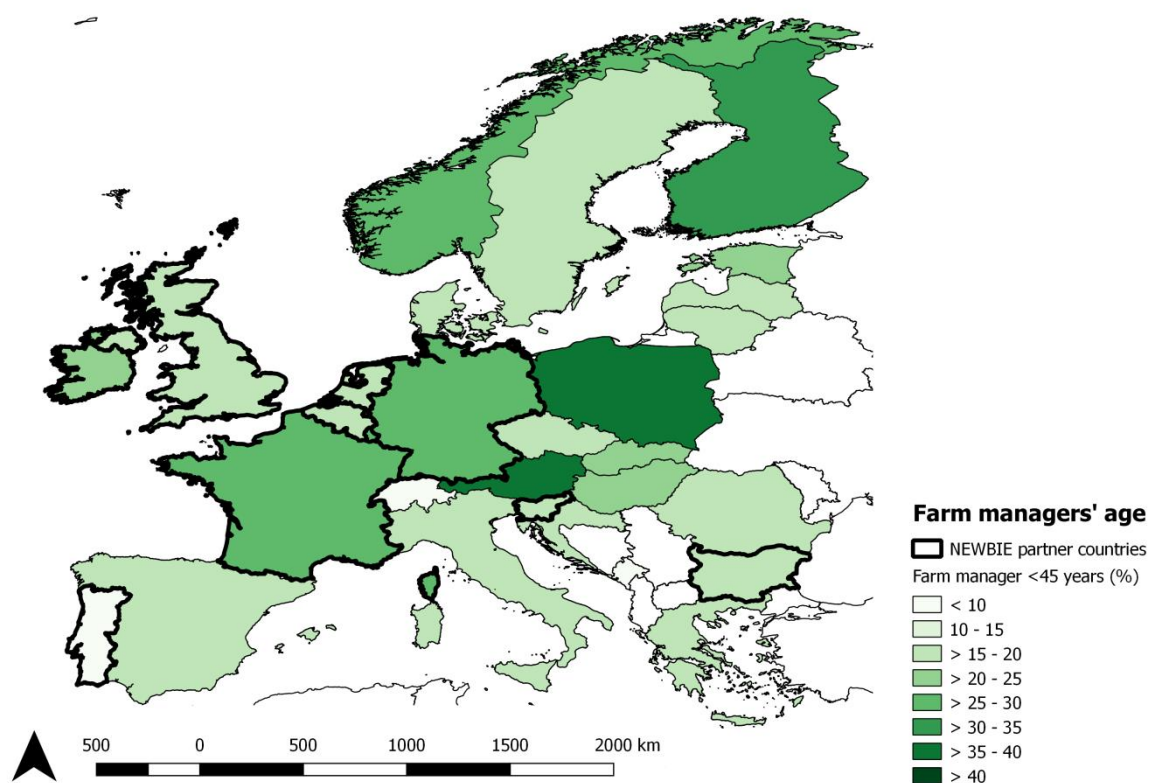 Farm managers' age
NEWBIE partner countries
Farm manager <45 years (%)
< 10
10 - 15
> 15 - 20
> 20 - 25
> 25 - 30
> 30 - 35
> 35 - 40
> 40
500 0 500 1000 1500 2000 km